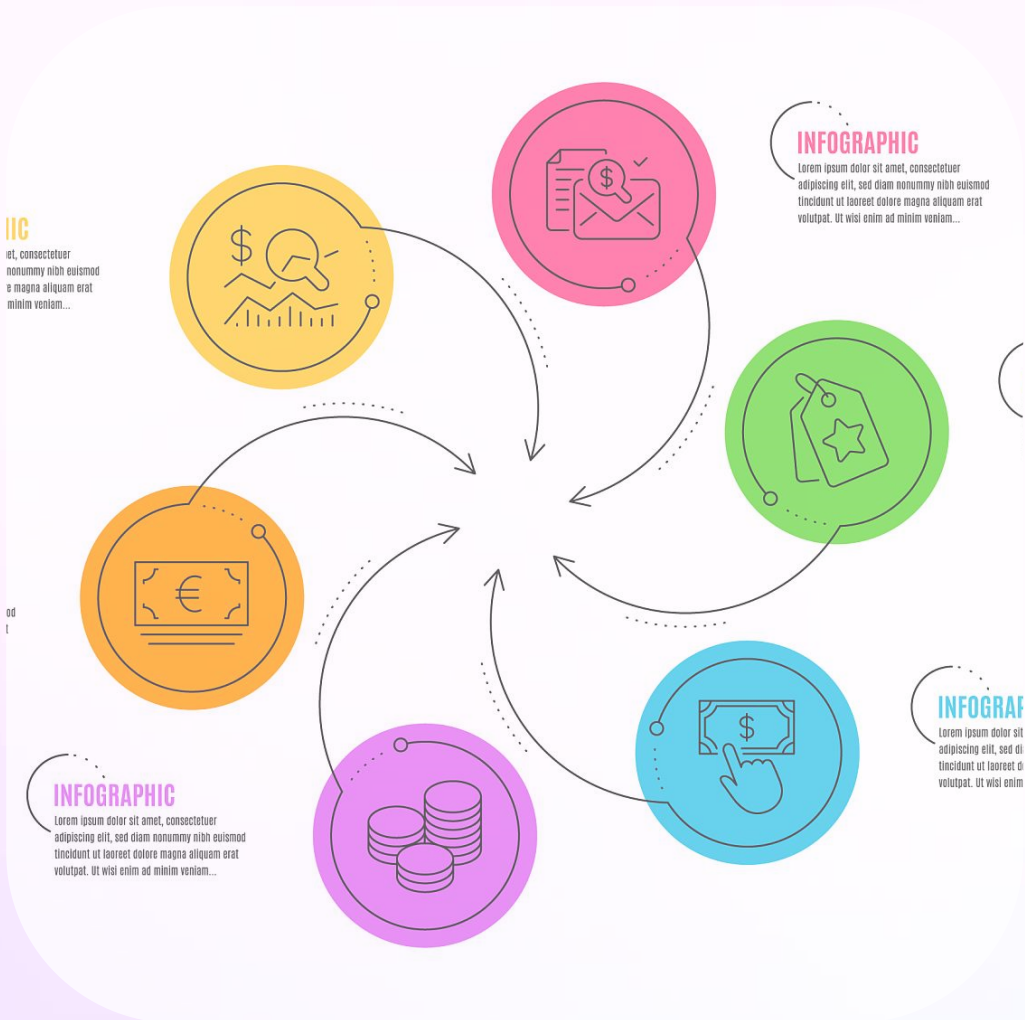 INFOGRAPHIC
Lorem ipsum dolor sit amet, consectetuer
adipiscing elit, sed diam nonummy nibh euismod
tincidunt ut laoreet dolore magna aliquam erat
volutpat. Ut wisi enim ad minim veniam...
$
IIC
et, consectetuer
nonummy nibh euismod
e magna aliquam erat
minim veniam...
$
€
od
t
$
INFOGRAP
Lorem ipsum dolor sit
adipiscing elit, sed di
tincidunt ut laoreet d
volutpat. Ut wisi enim
INFOGRAPHIC
Lorem ipsum dolor sit amet, consectetuer
adipiscing elit, sed diam nonummy nibh euismod
tincidunt ut laoreet dolore magna aliquam erat
volutpat. Ut wisi enim ad minim veniam...